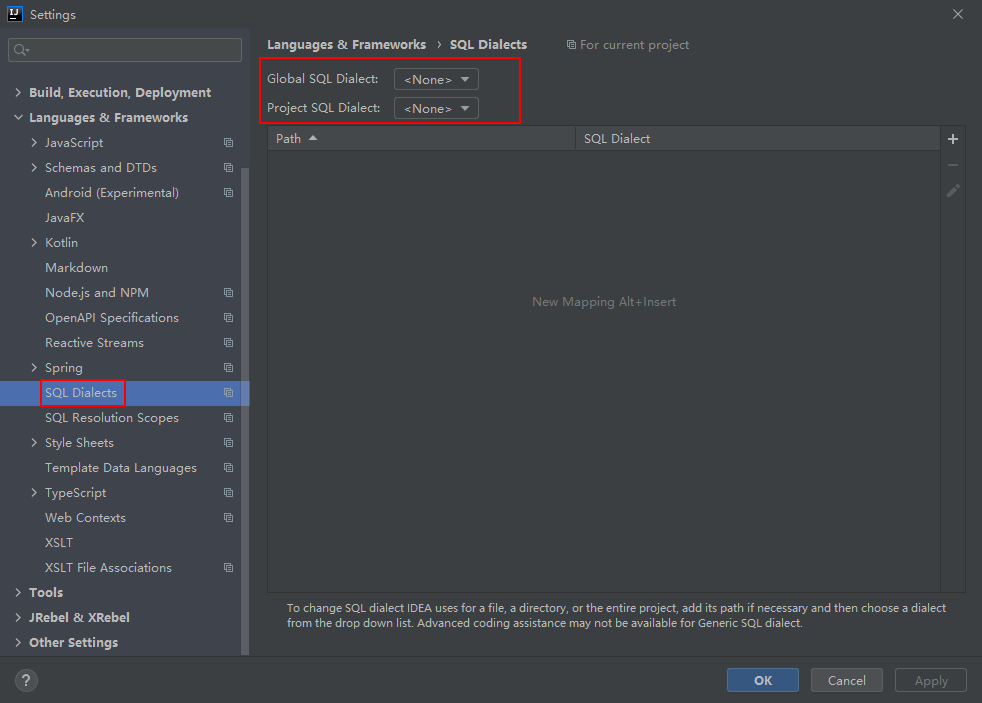 Settings
Build, Execution, Deployment
Languages & Frameworks
JavaScript
Schemas and DTDs
Android (Experimental)
JavaFX
Kotlin
Markdown
Node.js and NPM
OpenAPI Specifications
Reactive Streams
Spring
SQL Dialects
SQL Resolution Scopes
Style Sheets
Template Data Languages
TypeScript
Web Contexts
XSLT
XSLT File Associations
Tools
JRebel & XRebel
Other Settings
Languages & Frameworks › SQL Dialects For current project
Global SQL Dialect: <None>
Project SQL Dialect: <None>
Path SQL Dialect
New Mapping Alt+Insert
To change SQL dialect IDEA uses for a file, a directory, or the entire project, add its path if necessary and then choose a dialect
from the drop down list. Advanced coding assistance may not be available for Generic SQL dialect.
? OK Cancel Apply